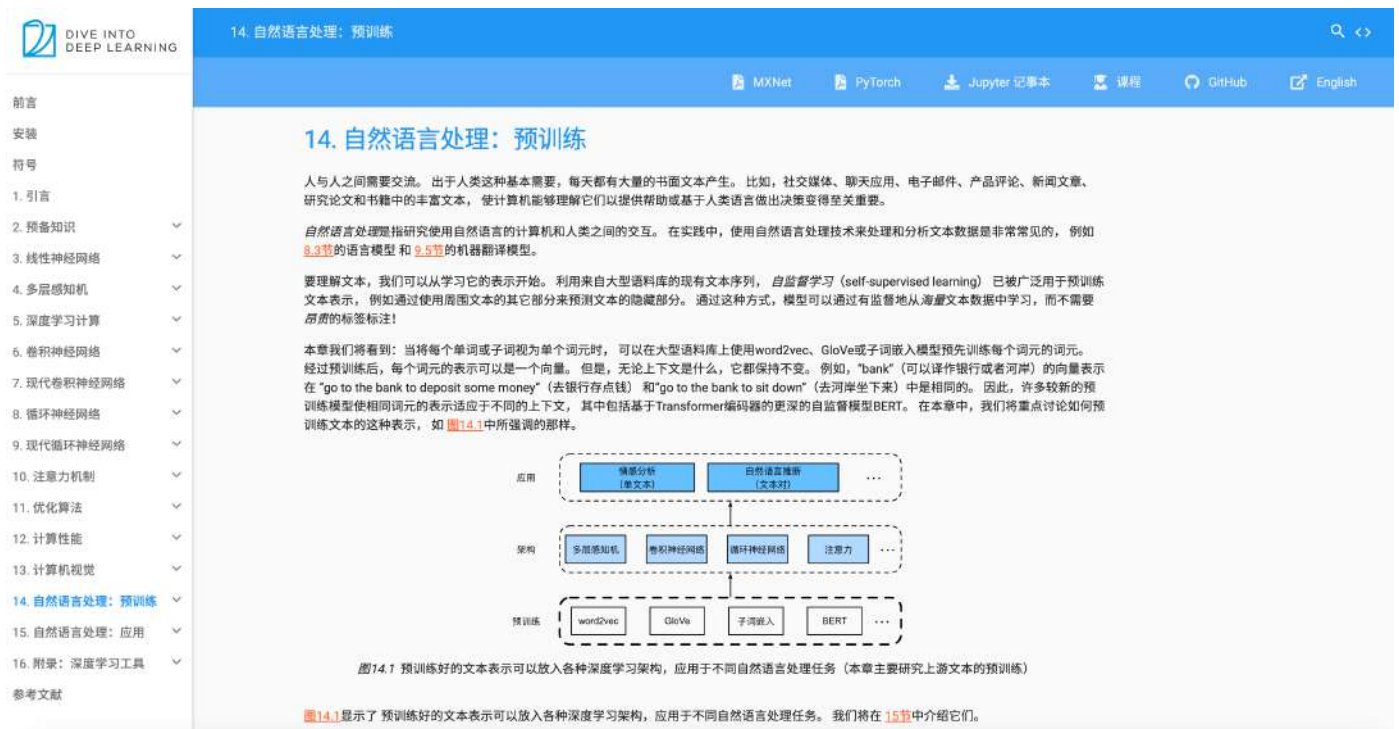 DIVE INTO
DEEP LEARNING
14. 自然语言处理：预训练
MXNet
PyTorch
Jupyter 记事本
课程
GitHub
English
前言
安装
符号
1. 引言
2. 预备知识
3. 线性神经网络
4. 多层感知机
5. 深度学习计算
6. 卷积神经网络
7. 现代卷积神经网络
8. 循环神经网络
9. 现代循环神经网络
10. 注意力机制
11. 优化算法
12. 计算性能
13. 计算机视觉
14. 自然语言处理：预训练
15. 自然语言处理：应用
16. 附录：深度学习工具
参考文献
14. 自然语言处理：预训练
人与人之间需要交流。 出于人类这种基本需要，每天都有大量的书面文本产生。 比如，社交媒体、聊天应用、电子邮件、产品评论、新闻文章、
研究论文和书籍中的丰富文本， 使计算机能够理解它们以提供帮助或基于人类语言做出决策变得至关重要。
自然语言处理是指研究使用自然语言的计算机和人类之间的交互。 在实践中，使用自然语言处理技术来处理和分析文本数据是非常常见的， 例如
8.3节的语言模型 和 9.5节的机器翻译模型。
要理解文本，我们可以从学习它的表示开始。 利用来自大型语料库的现有文本序列， 自监督学习（self-supervised learning） 已被广泛用于预训练
文本表示， 例如通过使用周围文本的其它部分来预测文本的隐藏部分。 通过这种方式，模型可以通过有监督地从海量文本数据中学习，而不需要
昂贵的标签标注！
本章我们将看到：当将每个单词或子词视为单个词元时， 可以在大型语料库上使用word2vec、GloVe或子词嵌入模型预先训练每个词元的词元。
经过预训练后，每个词元的表示可以是一个向量。 但是，无论上下文是什么，它都保持不变。 例如，“bank”（可以译作银行或者河岸）的向量表示
在 “go to the bank to deposit some money”（去银行存点钱） 和“go to the bank to sit down”（去河岸坐下来）中是相同的。 因此，许多较新的预
训练模型使相同词元的表示适应于不同的上下文， 其中包括基于Transformer编码器的更深的自监督模型BERT。 在本章中，我们将重点讨论如何预
训练文本的这种表示， 如 图14.1中所强调的那样。
应用
情感分析
（单文本）
自然语言推断
（文本对）
···
架构
多层感知机
卷积神经网络
循环神经网络
注意力
···
预训练
word2vec
GloVe
子词嵌入
BERT
···
图14.1 预训练好的文本表示可以放入各种深度学习架构，应用于不同自然语言处理任务（本章主要研究上游文本的预训练）
图14.1显示了 预训练好的文本表示可以放入各种深度学习架构，应用于不同自然语言处理任务。 我们将在 15节中介绍它们。